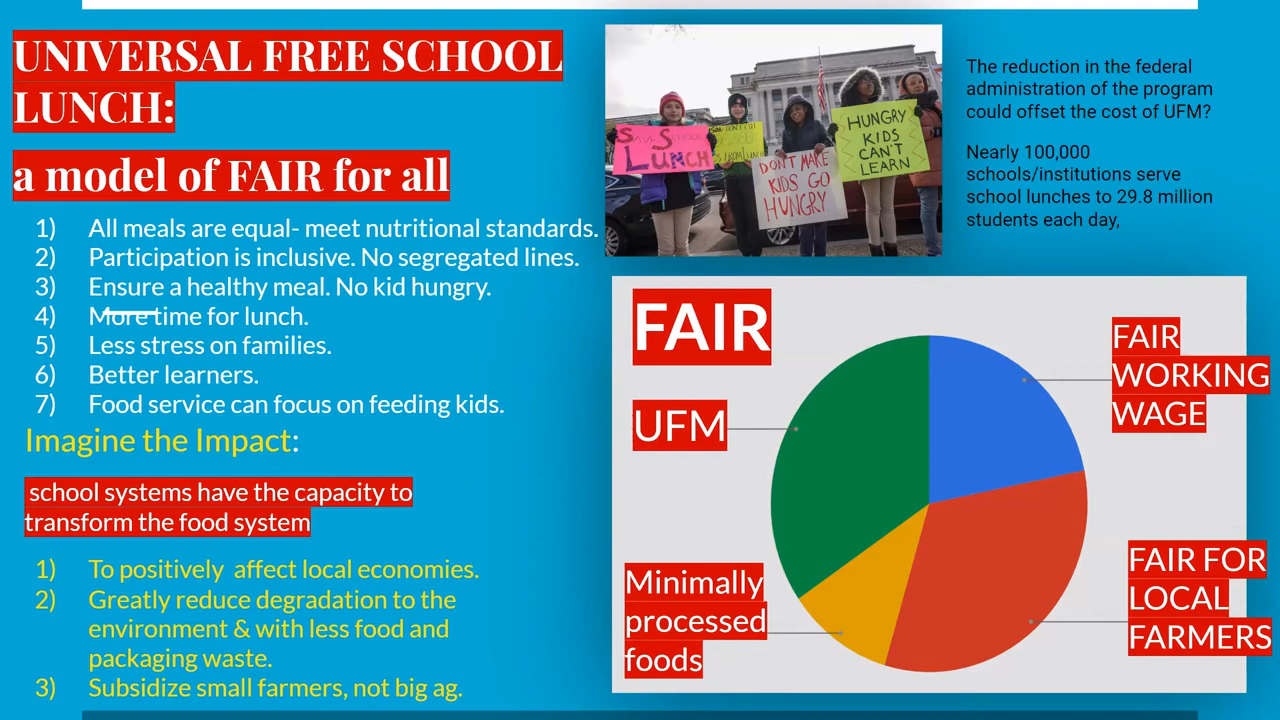 UNIVERSAL FREE SCHOOL
LUNCH:
a model of FAIR for all
1) All meals are equal- meet nutritional standards.
2) Participation is inclusive. No segregated lines.
3) Ensure a healthy meal. No kid hungry.
4) More time for lunch.
5) Less stress on families.
6) Better learners.
7) Food service can focus on feeding kids.
Imagine the Impact:
school systems have the capacity to
transform the food system
1) To positively affect local economies.
2) Greatly reduce degradation to the
environment & with less food and
packaging waste.
3) Subsidize small farmers, not big ag.
SCHOOL
LUNCH
DON'T MAKE
KIDS GO
HUNGRY
HUNGRY
KIDS
CAN'T
LEARN
The reduction in the federal
administration of the program
could offset the cost of UFM?
Nearly 100,000
schools/institutions serve
school lunches to 29.8 million
students each day,
FAIR
UFM
Minimally
processed
foods
FAIR
WORKING
WAGE
FAIR FOR
LOCAL
FARMERS